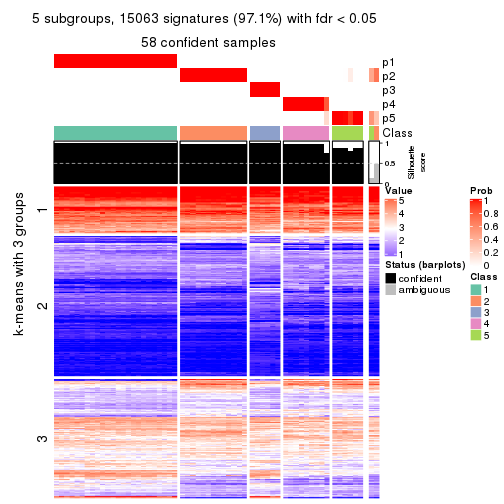 5 subgroups, 15063 signatures (97.1%) with fdr < 0.05
58 confident samples
p1
p2
p3
p4
p5
Class
1
0.5
0
Silhouette
score
k-means with 3 groups
1
2
3
Value
5
4
3
2
1
Status (barplots)
confident
ambiguous
Prob
1
0.8
0.6
0.4
0.2
0
Class
1
2
3
4
5